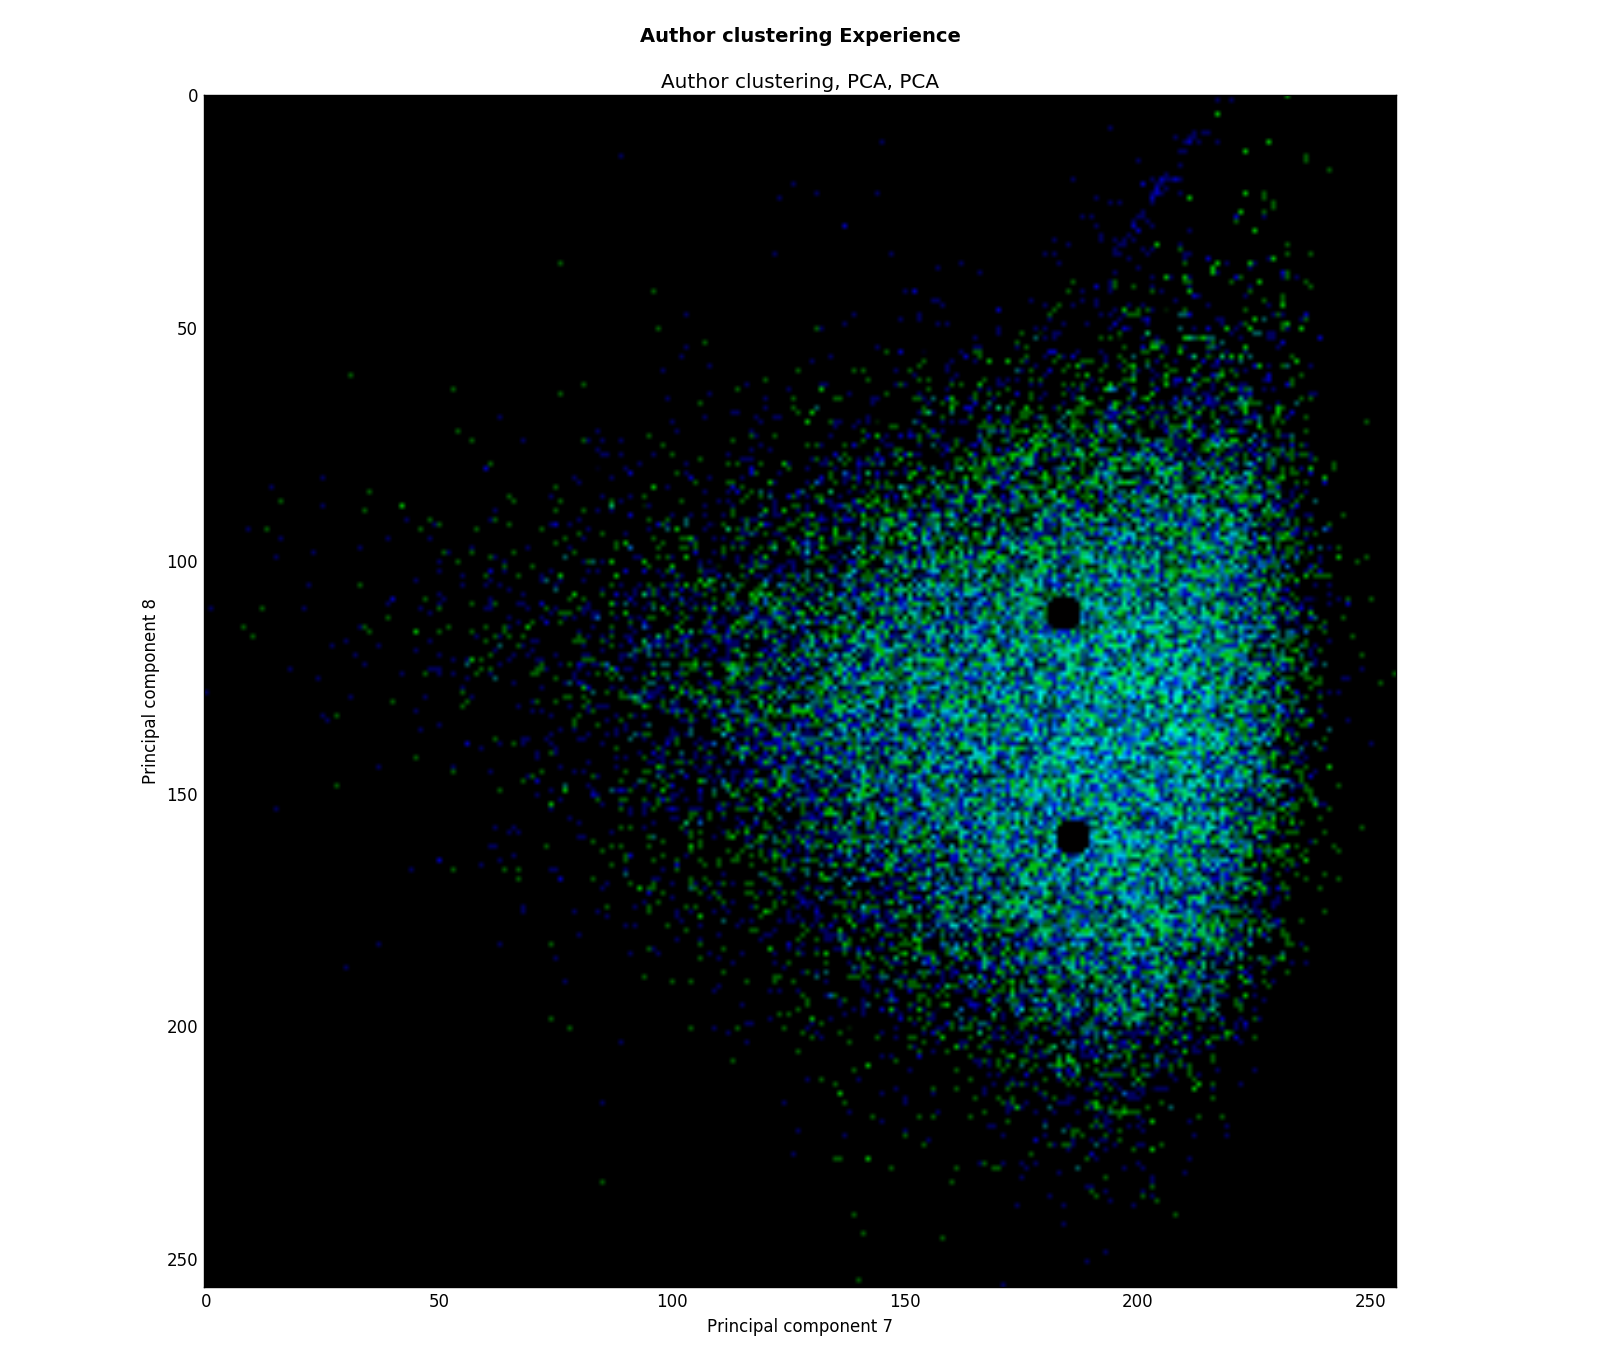 Author clustering Experience
Author clustering, PCA, PCA
0
50
100
150
200
250
Principal component 8
0 50 100 150 200 250
Principal component 7